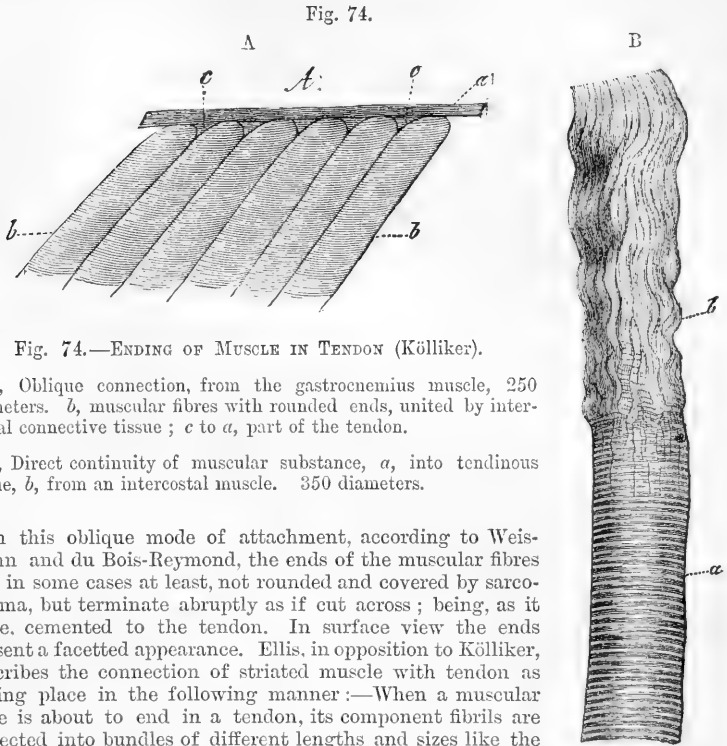 Fig. 74.
A B
c A: c a
b b
b
Fig. 74.—Ending of Muscle in Tendon (Kölliker).
, Oblique connection, from the gastrocnemius muscle, 250
meters. b, muscular fibres with rounded ends, united by inter-
al connective tissue ; c to a, part of the tendon.
, Direct continuity of muscular substance, a, into tendinous
ne, b, from an intercostal muscle. 350 diameters.
n this oblique mode of attachment, according to Weis-
nn and du Bois-Reymond, the ends of the muscular fibres
in some cases at least, not rounded and covered by sarco-
ma, but terminate abruptly as if cut across ; being, as it
e, cemented to the tendon. In surface view the ends
sent a facetted appearance. Ellis, in opposition to Kölliker,
cribes the connection of striated muscle with tendon as
ing place in the following manner :—When a muscular
e is about to end in a tendon, its component fibrils are
ected into bundles of different lengths and sizes like the
a